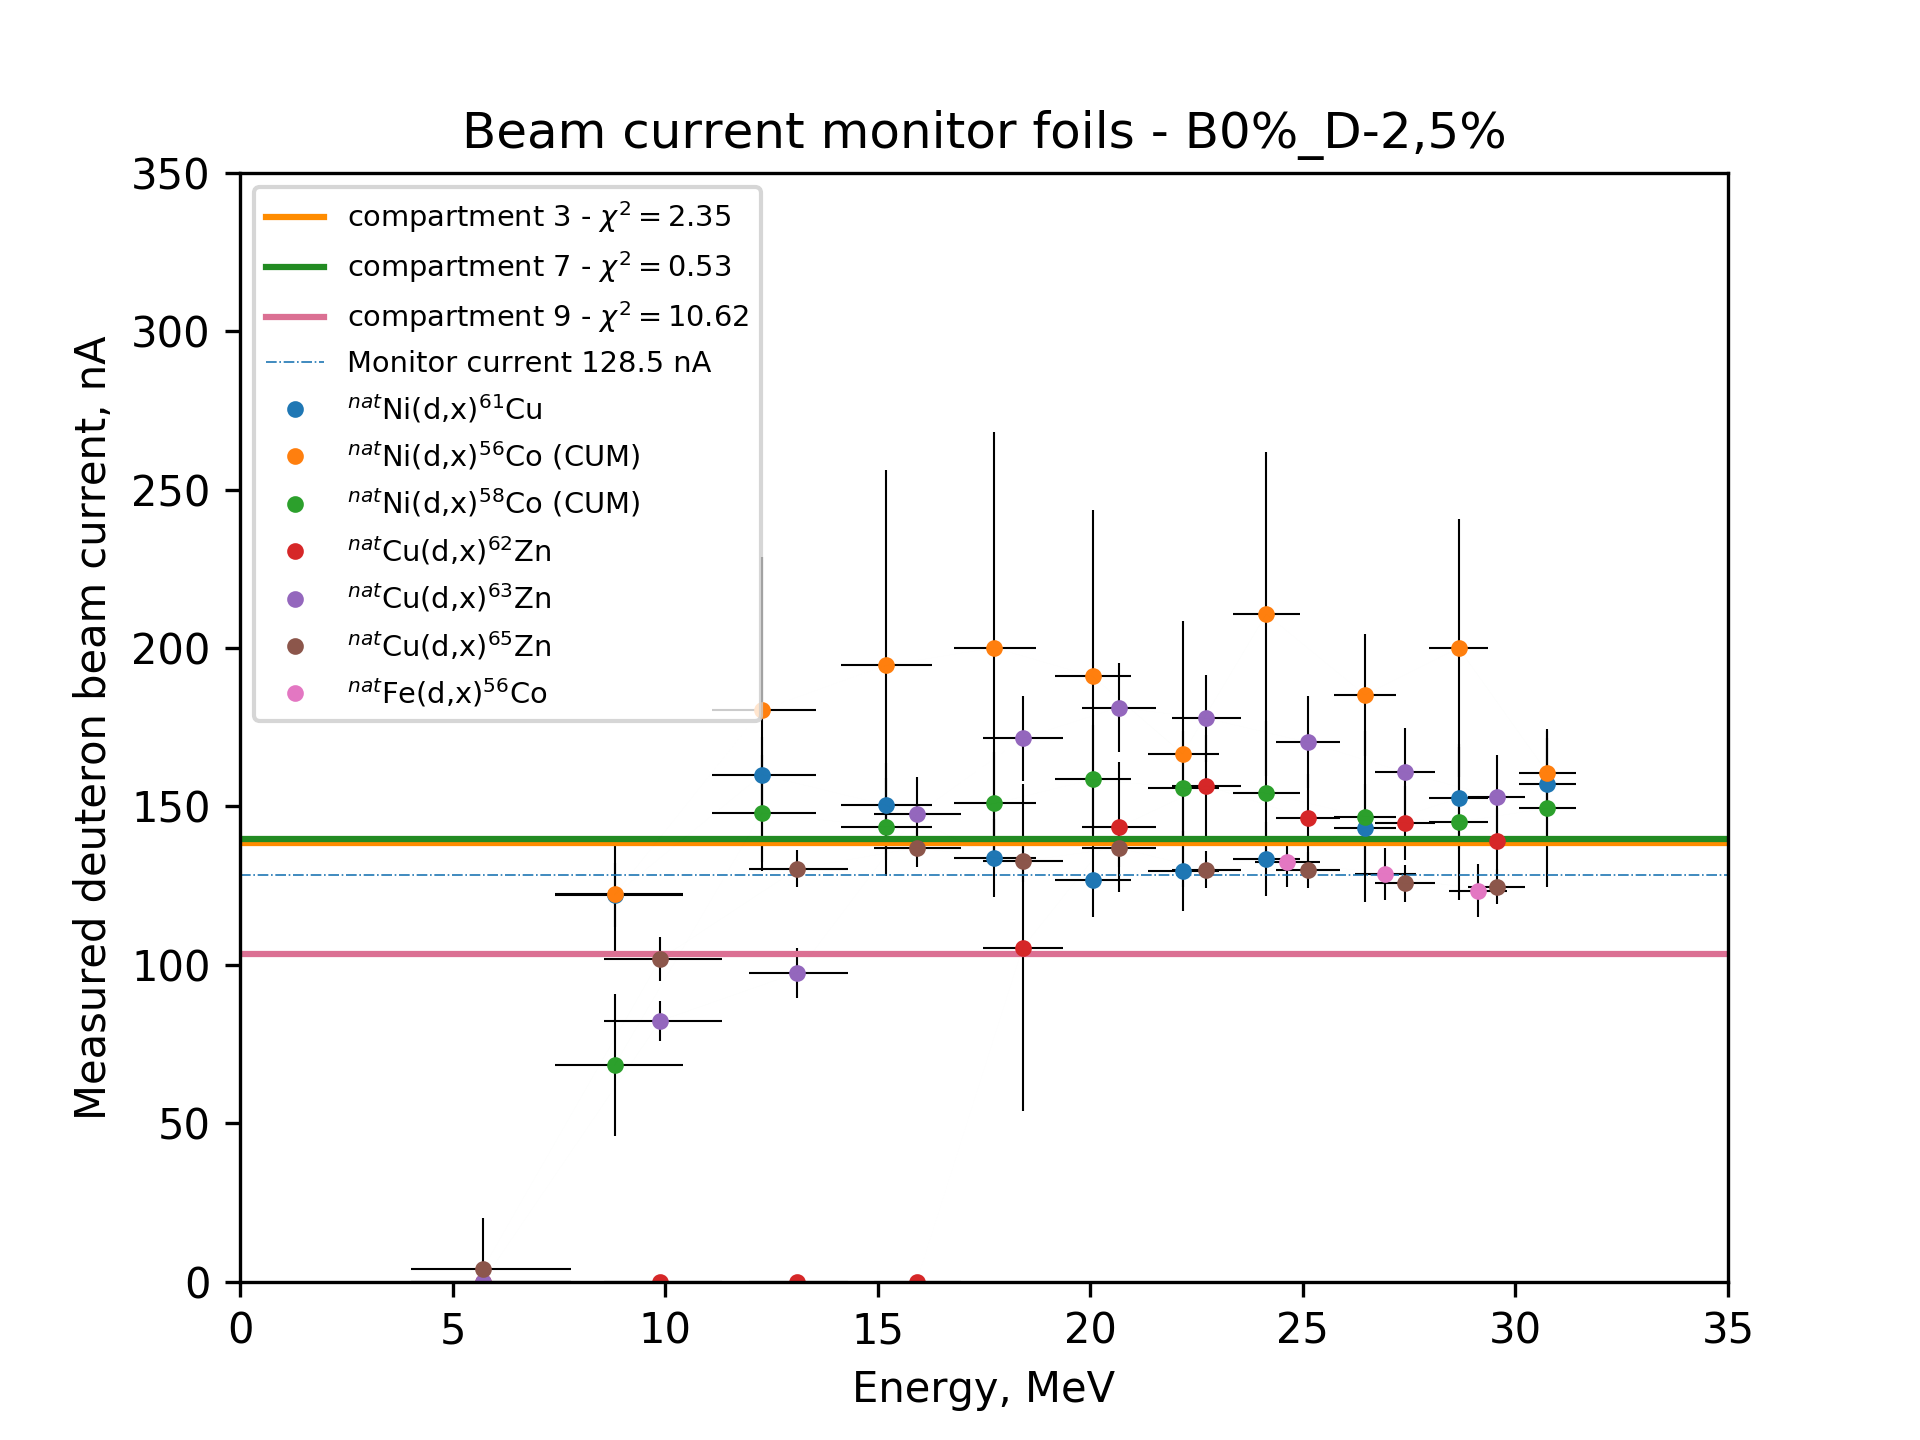 Beam current monitor foils - B0%_D-2,5%
350
300
250
200
150
100
50
0
Measured deuteron beam current, nA
compartment 3 - χ² = 2.35
compartment 7 - χ² = 0.53
compartment 9 - χ² = 10.62
Monitor current 128.5 nA
ⁿᵃᵗNi(d,x)⁶¹Cu
ⁿᵃᵗNi(d,x)⁵⁶Co (CUM)
ⁿᵃᵗNi(d,x)⁵⁸Co (CUM)
ⁿᵃᵗCu(d,x)⁶²Zn
ⁿᵃᵗCu(d,x)⁶³Zn
ⁿᵃᵗCu(d,x)⁶⁵Zn
ⁿᵃᵗFe(d,x)⁵⁶Co
0 5 10 15 20 25 30 35
Energy, MeV